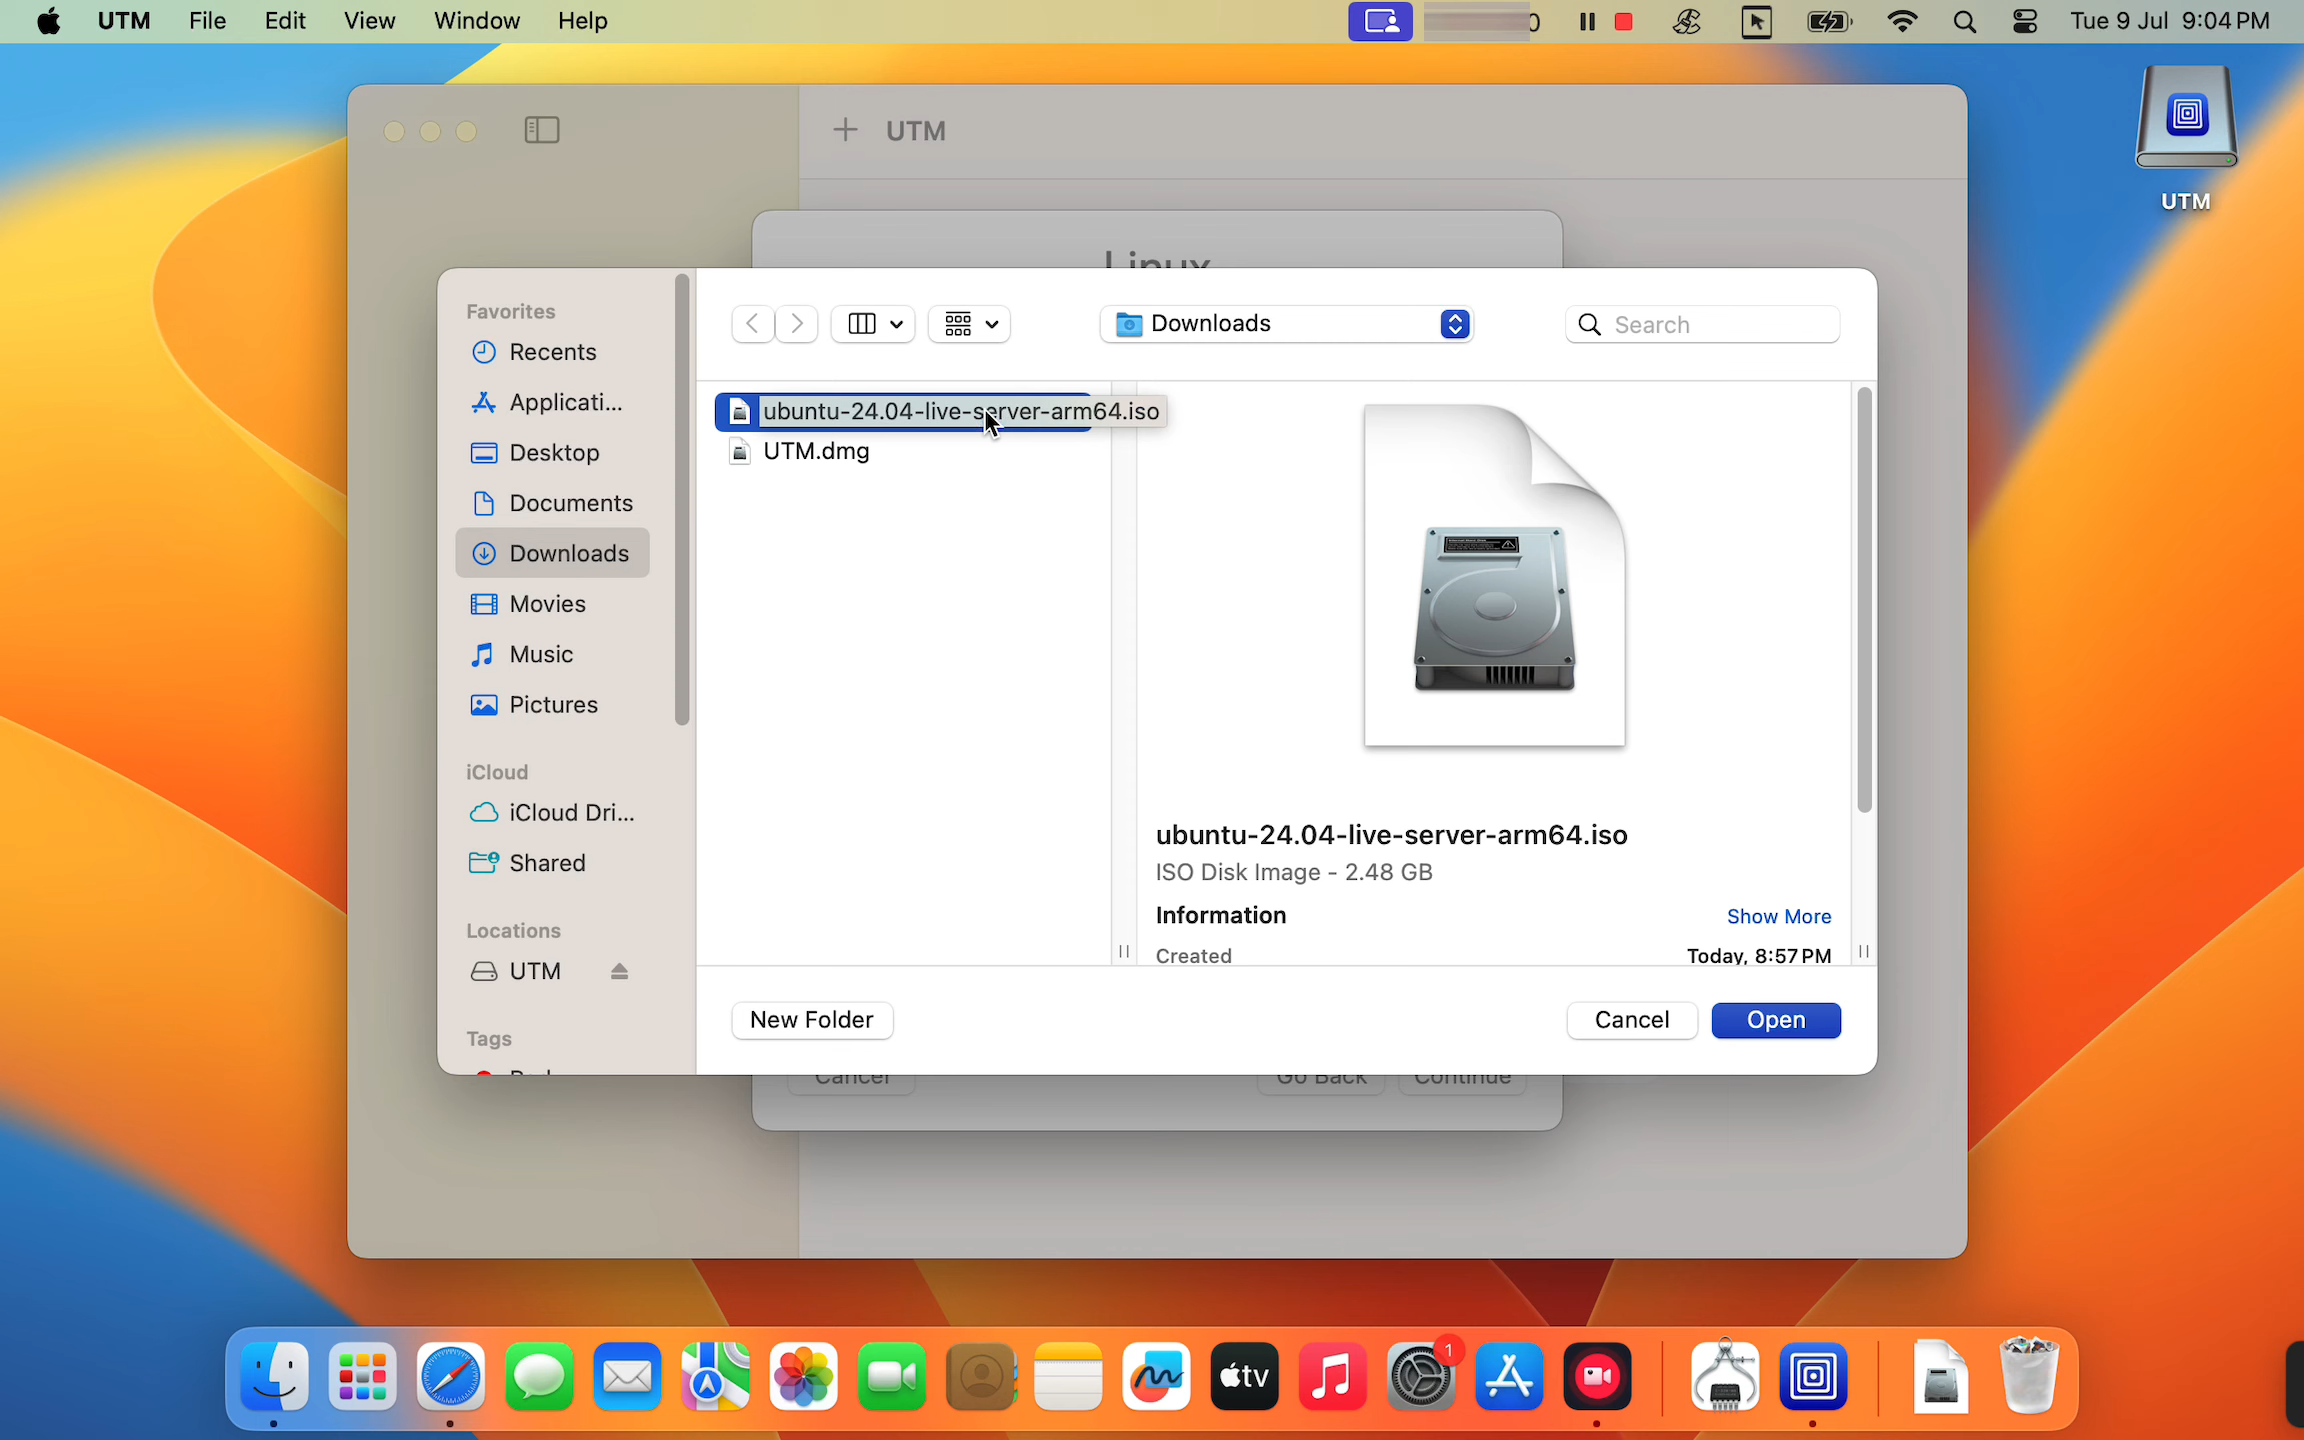 UTM File Edit View Window Help
Tue 9 Jul 9:04 PM
UTM
UTM
Linux
Favorites
Recents
Applicati...
Desktop
Documents
Downloads
Movies
Music
Pictures
iCloud
iCloud Dri...
Shared
Locations
UTM
Tags
Downloads
Search
ubuntu-24.04-live-server-arm64.iso
UTM.dmg
ubuntu-24.04-live-server-arm64.iso
ISO Disk Image - 2.48 GB
Information
Show More
Created
Today, 8:57 PM
New Folder
Cancel
Open
Cancel
Go Back
Continue
tv
1